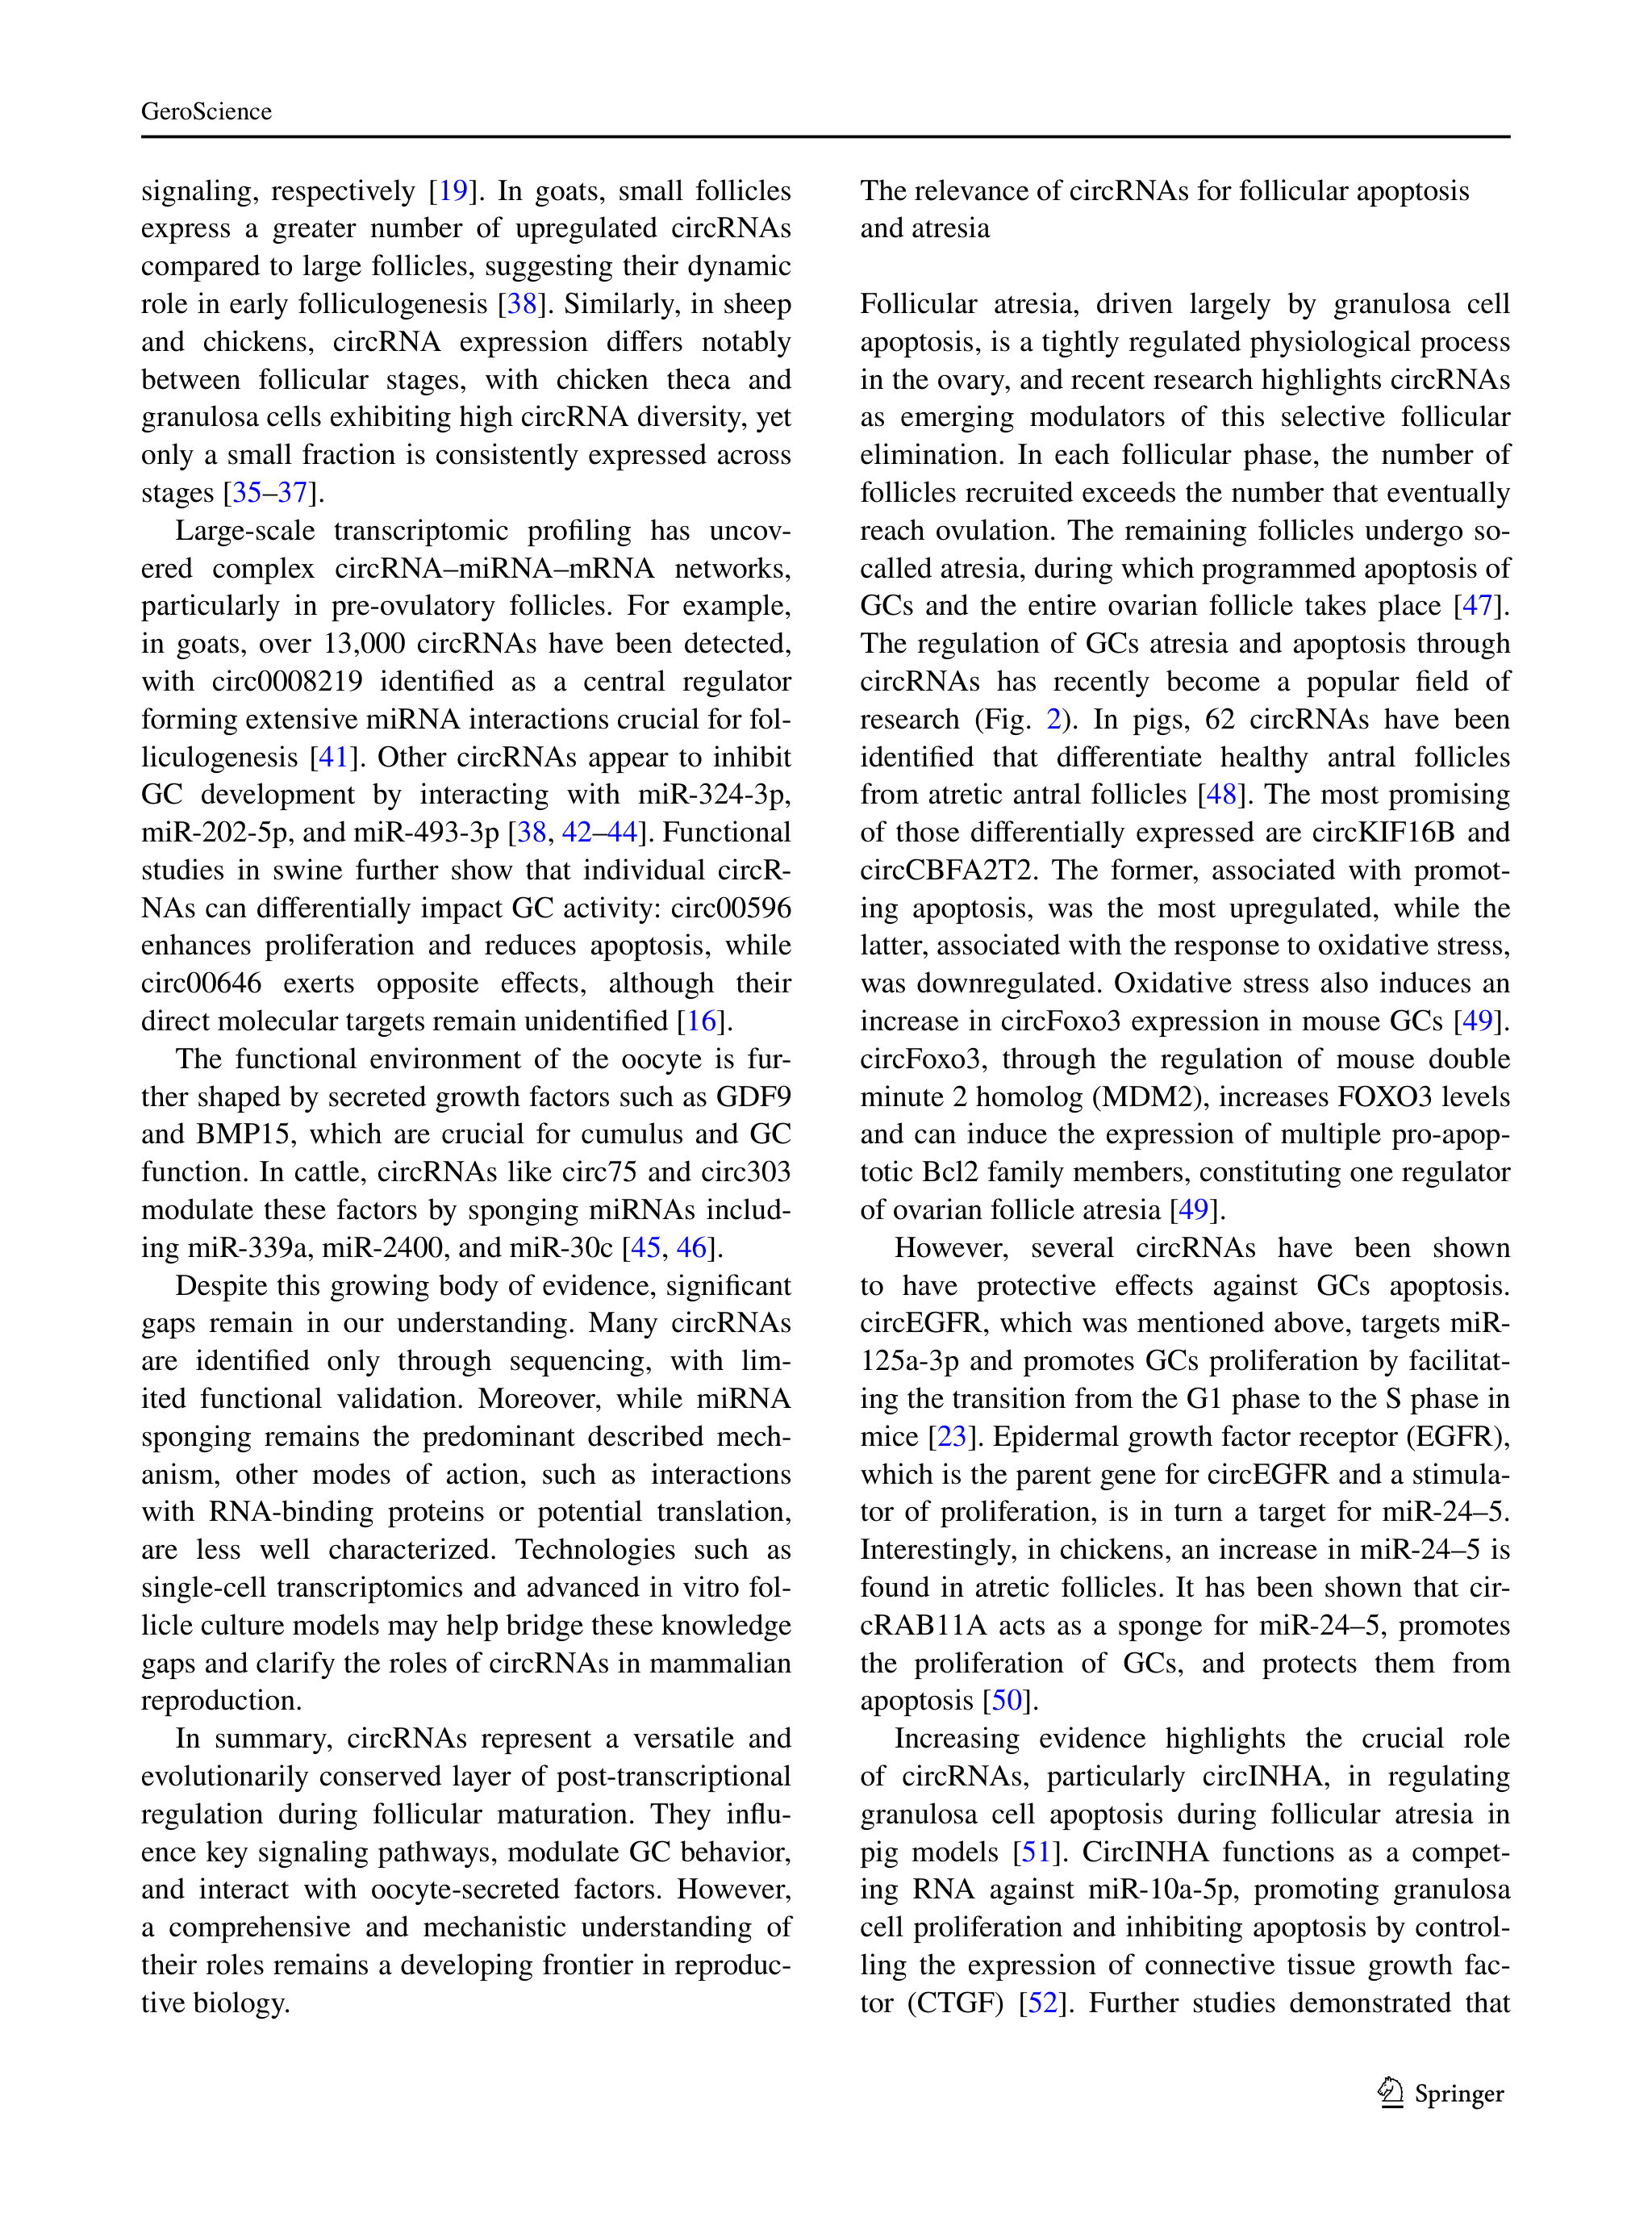 GeroScience
signaling, respectively [19]. In goats, small follicles
express a greater number of upregulated circRNAs
compared to large follicles, suggesting their dynamic
role in early folliculogenesis [38]. Similarly, in sheep
and chickens, circRNA expression differs notably
between follicular stages, with chicken theca and
granulosa cells exhibiting high circRNA diversity, yet
only a small fraction is consistently expressed across
stages [35–37].
Large-scale transcriptomic profiling has uncov-
ered complex circRNA–miRNA–mRNA networks,
particularly in pre-ovulatory follicles. For example,
in goats, over 13,000 circRNAs have been detected,
with circ0008219 identified as a central regulator
forming extensive miRNA interactions crucial for fol-
liculogenesis [41]. Other circRNAs appear to inhibit
GC development by interacting with miR-324-3p,
miR-202-5p, and miR-493-3p [38, 42–44]. Functional
studies in swine further show that individual circR-
NAs can differentially impact GC activity: circ00596
enhances proliferation and reduces apoptosis, while
circ00646 exerts opposite effects, although their
direct molecular targets remain unidentified [16].
The functional environment of the oocyte is fur-
ther shaped by secreted growth factors such as GDF9
and BMP15, which are crucial for cumulus and GC
function. In cattle, circRNAs like circ75 and circ303
modulate these factors by sponging miRNAs includ-
ing miR-339a, miR-2400, and miR-30c [45, 46].
Despite this growing body of evidence, significant
gaps remain in our understanding. Many circRNAs
are identified only through sequencing, with lim-
ited functional validation. Moreover, while miRNA
sponging remains the predominant described mech-
anism, other modes of action, such as interactions
with RNA-binding proteins or potential translation,
are less well characterized. Technologies such as
single-cell transcriptomics and advanced in vitro fol-
licle culture models may help bridge these knowledge
gaps and clarify the roles of circRNAs in mammalian
reproduction.
In summary, circRNAs represent a versatile and
evolutionarily conserved layer of post-transcriptional
regulation during follicular maturation. They influ-
ence key signaling pathways, modulate GC behavior,
and interact with oocyte-secreted factors. However,
a comprehensive and mechanistic understanding of
their roles remains a developing frontier in reproduc-
tive biology.
The relevance of circRNAs for follicular apoptosis
and atresia
Follicular atresia, driven largely by granulosa cell
apoptosis, is a tightly regulated physiological process
in the ovary, and recent research highlights circRNAs
as emerging modulators of this selective follicular
elimination. In each follicular phase, the number of
follicles recruited exceeds the number that eventually
reach ovulation. The remaining follicles undergo so-
called atresia, during which programmed apoptosis of
GCs and the entire ovarian follicle takes place [47].
The regulation of GCs atresia and apoptosis through
circRNAs has recently become a popular field of
research (Fig. 2). In pigs, 62 circRNAs have been
identified that differentiate healthy antral follicles
from atretic antral follicles [48]. The most promising
of those differentially expressed are circKIF16B and
circCBFA2T2. The former, associated with promot-
ing apoptosis, was the most upregulated, while the
latter, associated with the response to oxidative stress,
was downregulated. Oxidative stress also induces an
increase in circFoxo3 expression in mouse GCs [49].
circFoxo3, through the regulation of mouse double
minute 2 homolog (MDM2), increases FOXO3 levels
and can induce the expression of multiple pro-apop-
totic Bcl2 family members, constituting one regulator
of ovarian follicle atresia [49].
However, several circRNAs have been shown
to have protective effects against GCs apoptosis.
circEGFR, which was mentioned above, targets miR-
125a-3p and promotes GCs proliferation by facilitat-
ing the transition from the G1 phase to the S phase in
mice [23]. Epidermal growth factor receptor (EGFR),
which is the parent gene for circEGFR and a stimula-
tor of proliferation, is in turn a target for miR-24–5.
Interestingly, in chickens, an increase in miR-24–5 is
found in atretic follicles. It has been shown that cir-
cRAB11A acts as a sponge for miR-24–5, promotes
the proliferation of GCs, and protects them from
apoptosis [50].
Increasing evidence highlights the crucial role
of circRNAs, particularly circINHA, in regulating
granulosa cell apoptosis during follicular atresia in
pig models [51]. CircINHA functions as a compet-
ing RNA against miR-10a-5p, promoting granulosa
cell proliferation and inhibiting apoptosis by control-
ling the expression of connective tissue growth fac-
tor (CTGF) [52]. Further studies demonstrated that
Springer